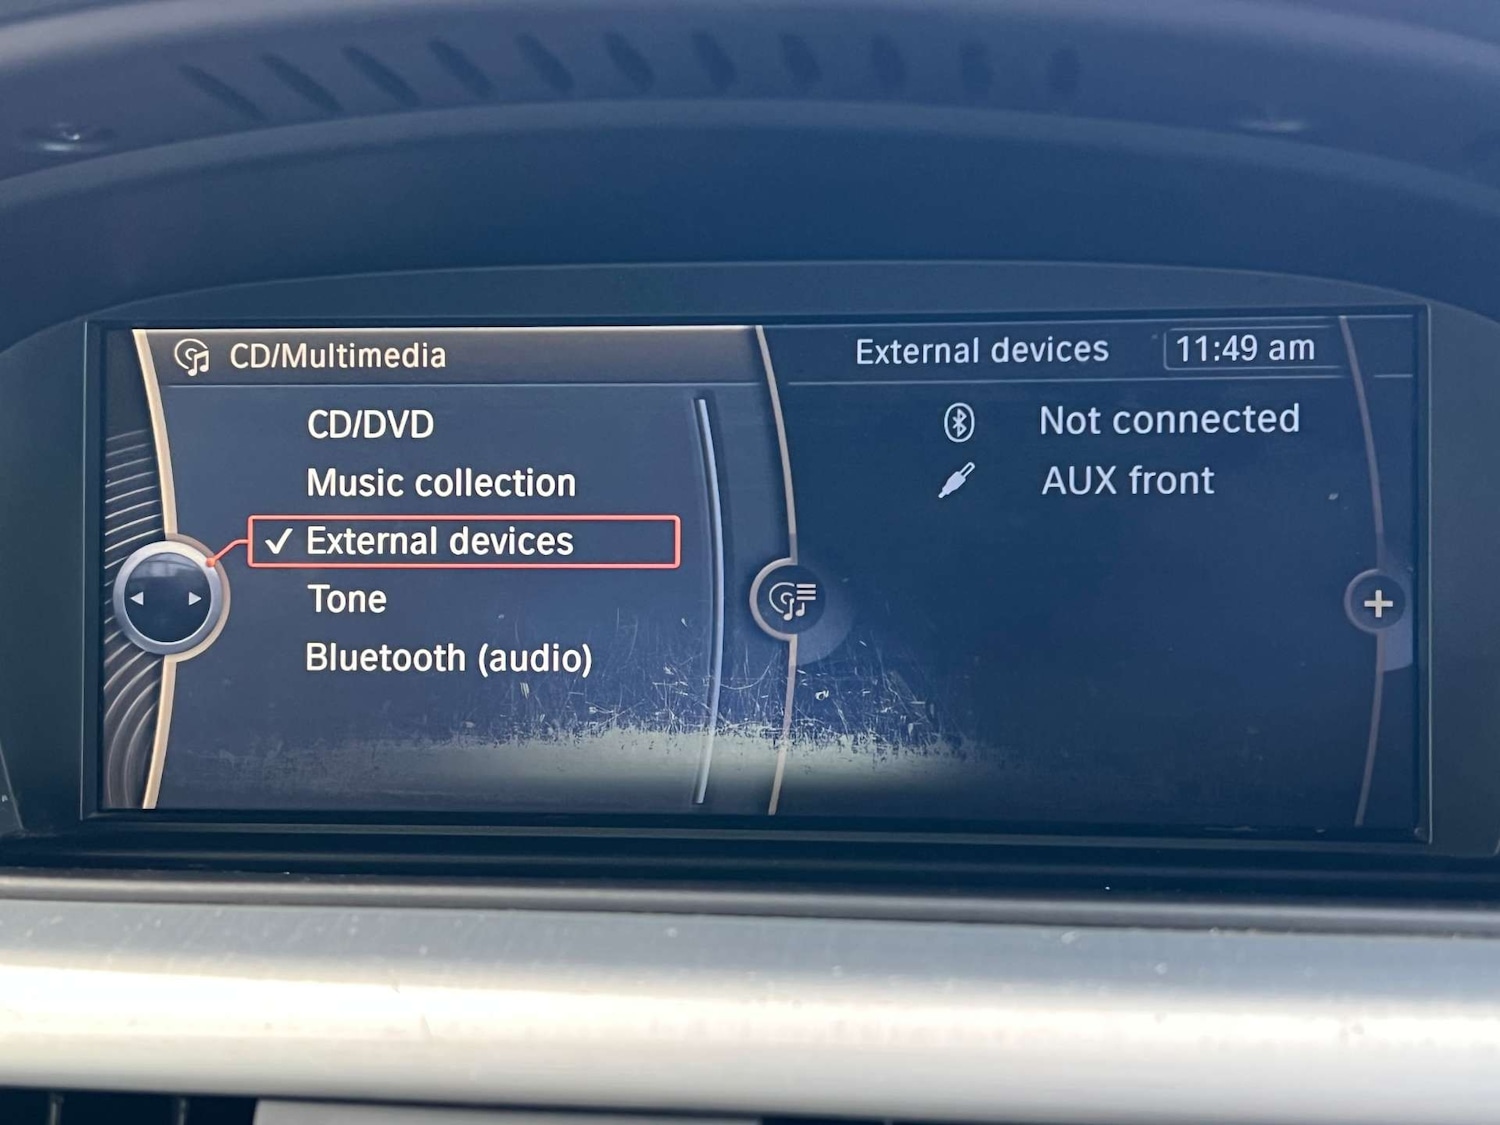 CD/Multimedia
CD/DVD
Music collection
External devices
Tone
Bluetooth (audio)
External devices
11:49 am
Not connected
AUX front